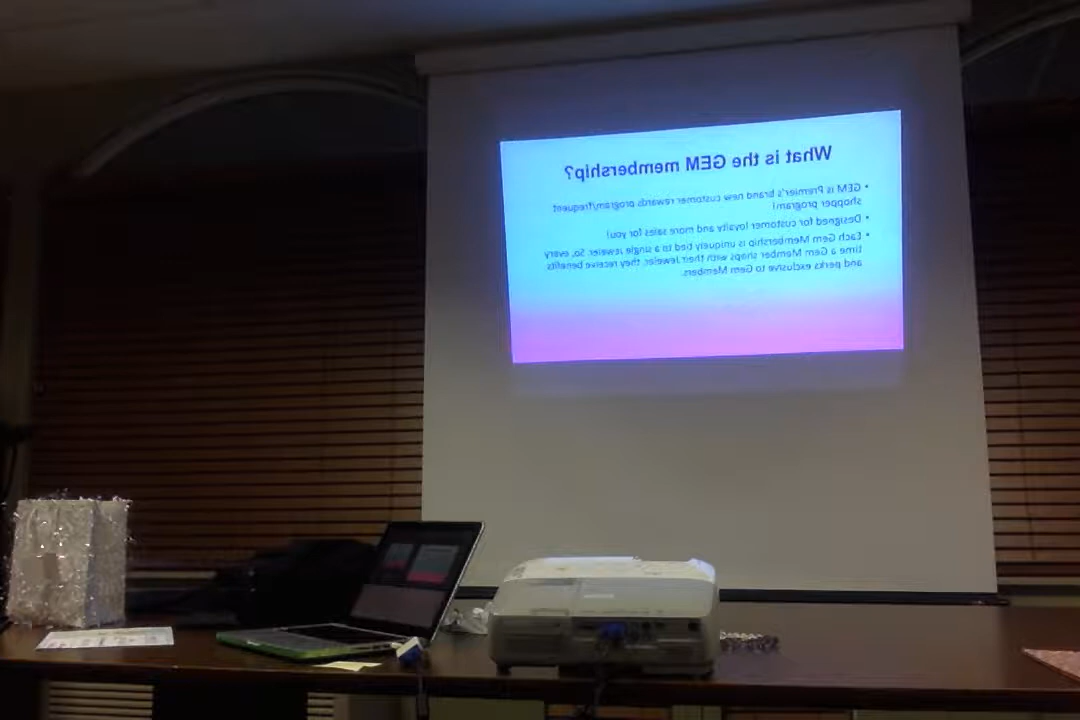 What is the GEM membership?
• GEM is Premier's brand new customer rewards program/frequent
shopper program!
• Designed for customer loyalty and more sales for you!
• Each Gem Membership is uniquely tied to a single jeweler. So, every
time a Gem Member shops with their Jeweler, they receive benefits
and perks exclusive to Gem Members.